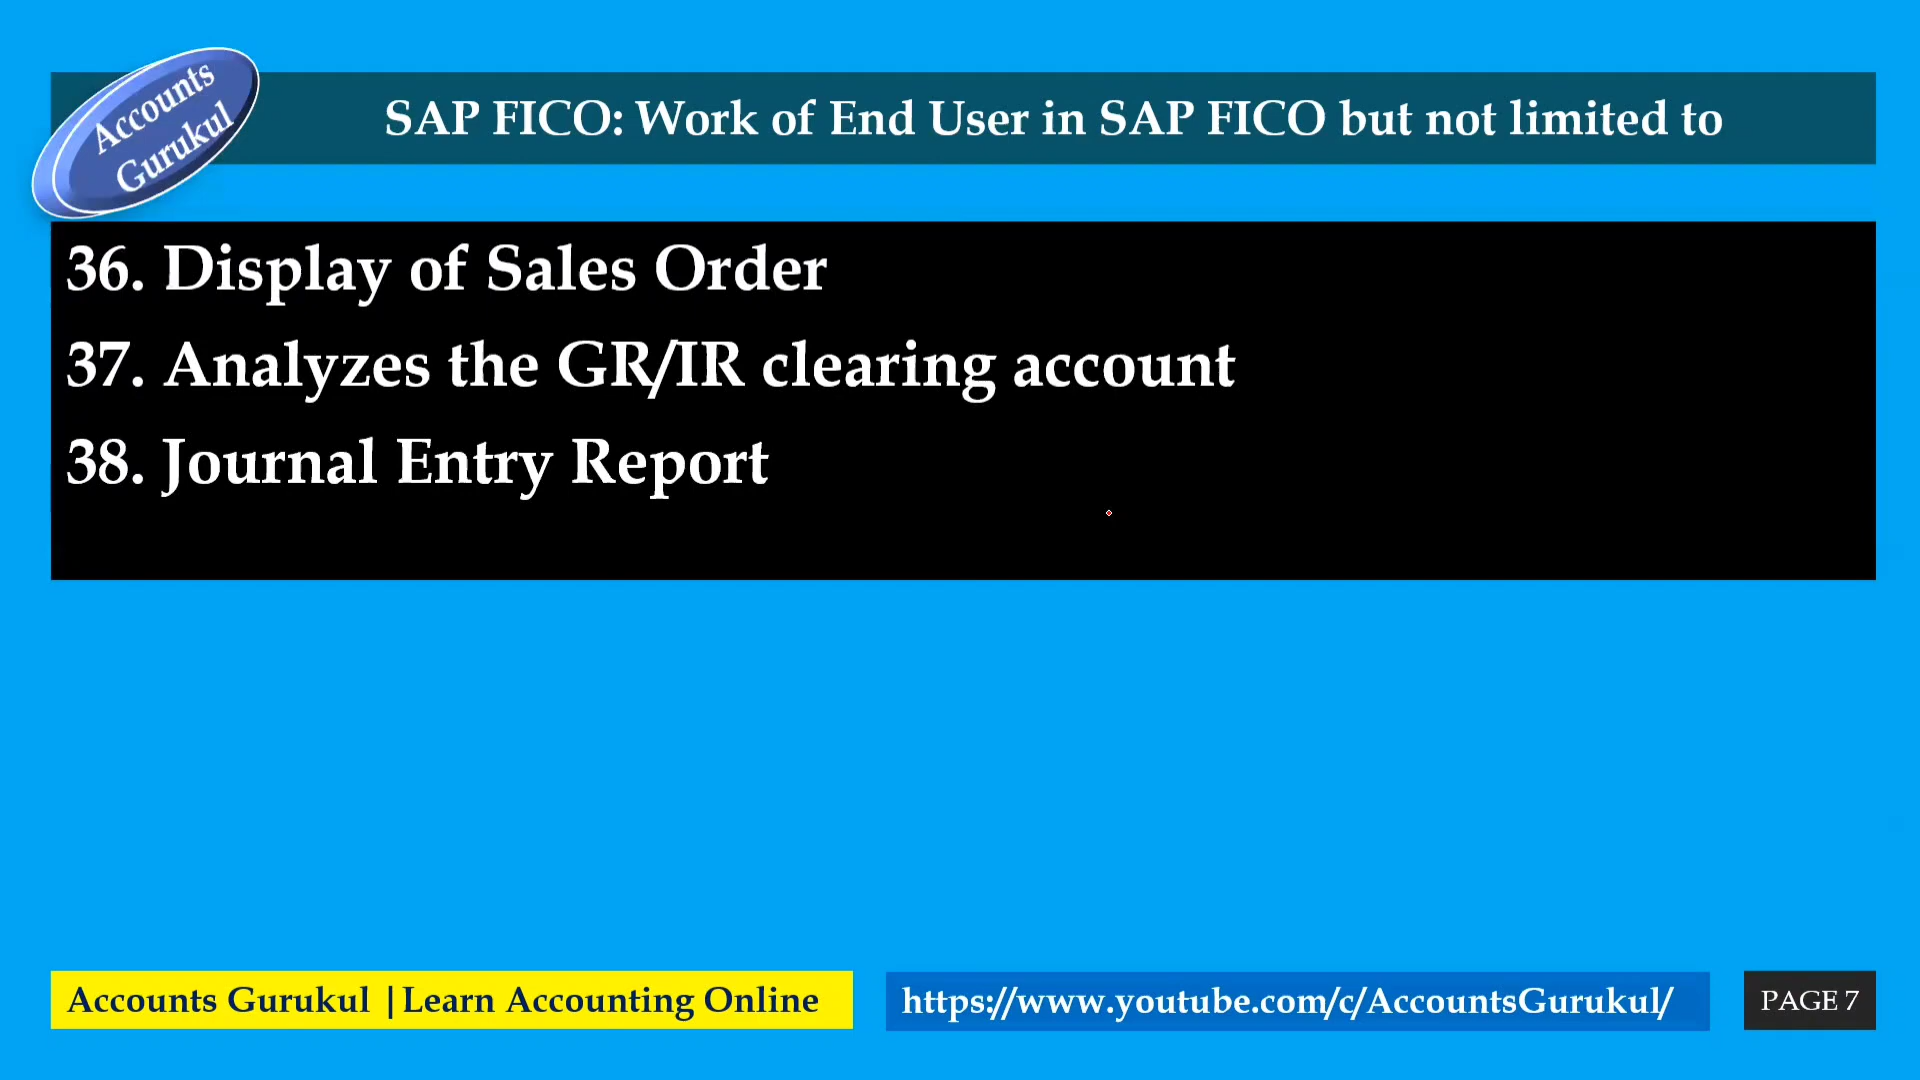 Accounts
Gurukul
SAP FICO: Work of End User in SAP FICO but not limited to
36. Display of Sales Order
37. Analyzes the GR/IR clearing account
38. Journal Entry Report
Accounts Gurukul |Learn Accounting Online
https://www.youtube.com/c/AccountsGurukul/
PAGE 7